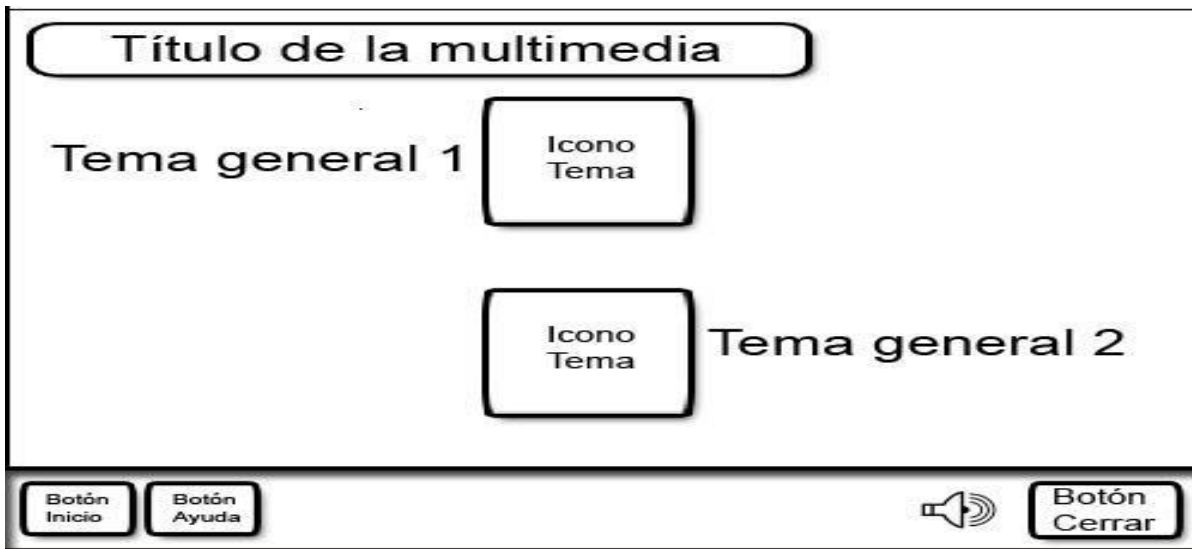 Título de la multimedia
Tema general 1
Icono
Tema
Icono
Tema
Tema general 2
Botón
Inicio
Botón
Ayuda
Botón
Cerrar